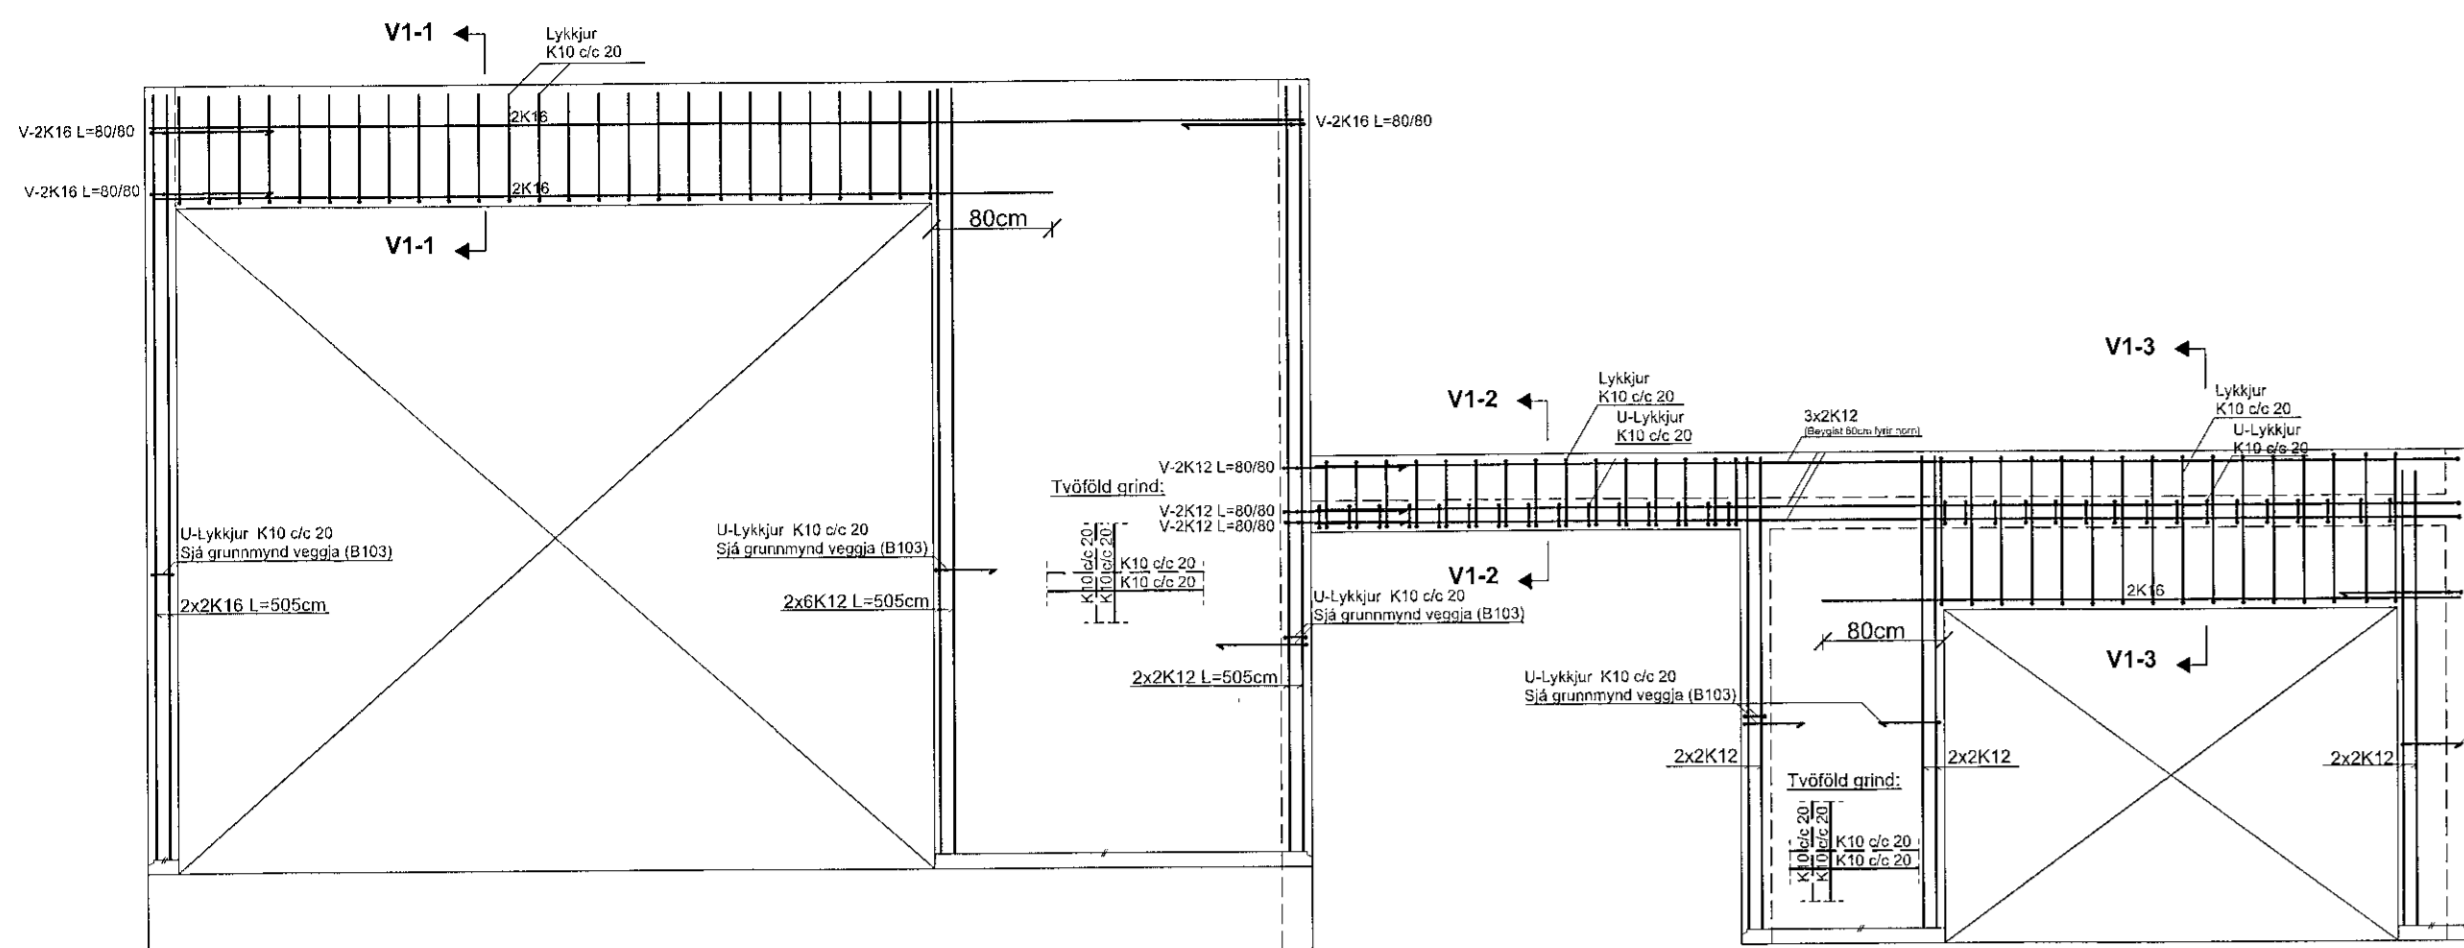 V1-1
Lykkjur
K10 c/c 20
V-2K16 L=80/80
2K16
V-2K16 L=80/80
V-2K16 L=80/80
2K16
80cm
V1-1
V1-3
V1-2
Lykkjur
K10 c/c 20
U-Lykkjur
K10 c/c 20
3x2K12
(Beygist 60cm fyrir horn)
Lykkjur
K10 c/c 20
U-Lykkjur
K10 c/c 20
V-2K12 L=80/80
Tvöföld grind:
V-2K12 L=80/80
V-2K12 L=80/80
U-Lykkjur K10 c/c 20
Sjá grunnmynd veggja (B103)
U-Lykkjur K10 c/c 20
Sjá grunnmynd veggja (B103)
K10 c/c 20
K10 c/c 20
K10 c/c 20
K10 c/c 20
V1-2
2x2K16 L=505cm
2x6K12 L=505cm
U-Lykkjur K10 c/c 20
Sjá grunnmynd veggja (B103)
2K16
80cm
V1-3
2x2K12 L=505cm
U-Lykkjur K10 c/c 20
Sjá grunnmynd veggja (B103)
2x2K12
2x2K12
2x2K12
Tvöföld grind:
K10 c/c 20
K10 c/c 20
K10 c/c 20
K10 c/c 20